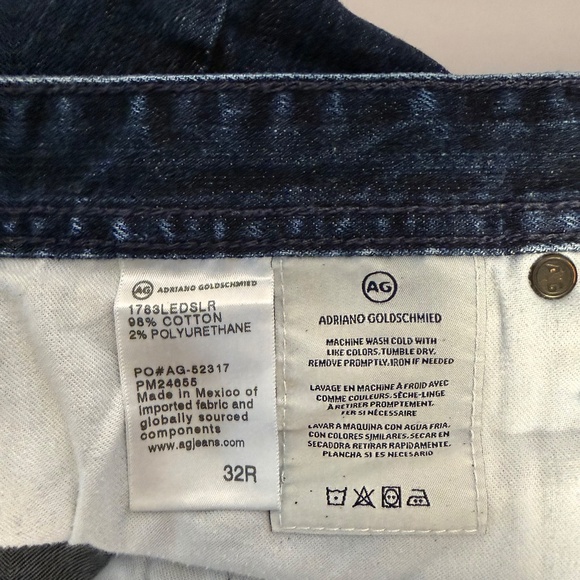 AG ADRIANO GOLDSCHMIED
1783LEDSLR
98% COTTON
2% POLYURETHANE
PO#AG-52317
PM24655
Made in Mexico of
imported fabric and
globally sourced
components
www.agjeans.com
32R
AG
ADRIANO GOLDSCHMIED
MACHINE WASH COLD WITH
LIKE COLORS. TUMBLE DRY.
REMOVE PROMPTLY. IRON IF NEEDED
LAVAGE EN MACHINE À FROID AVEC
COMME COULEURS. SÈCHE-LINGE
À RETIRER PROMPTEMENT.
FER SI NÉCESSAIRE
LAVAR A MAQUINA CON AGUA FRIA.
CON COLORES SIMILARES. SECAR EN
SECADORA RETIRAR RAPIDAMENTE.
PLANCHA SI ES NECESSARIE.